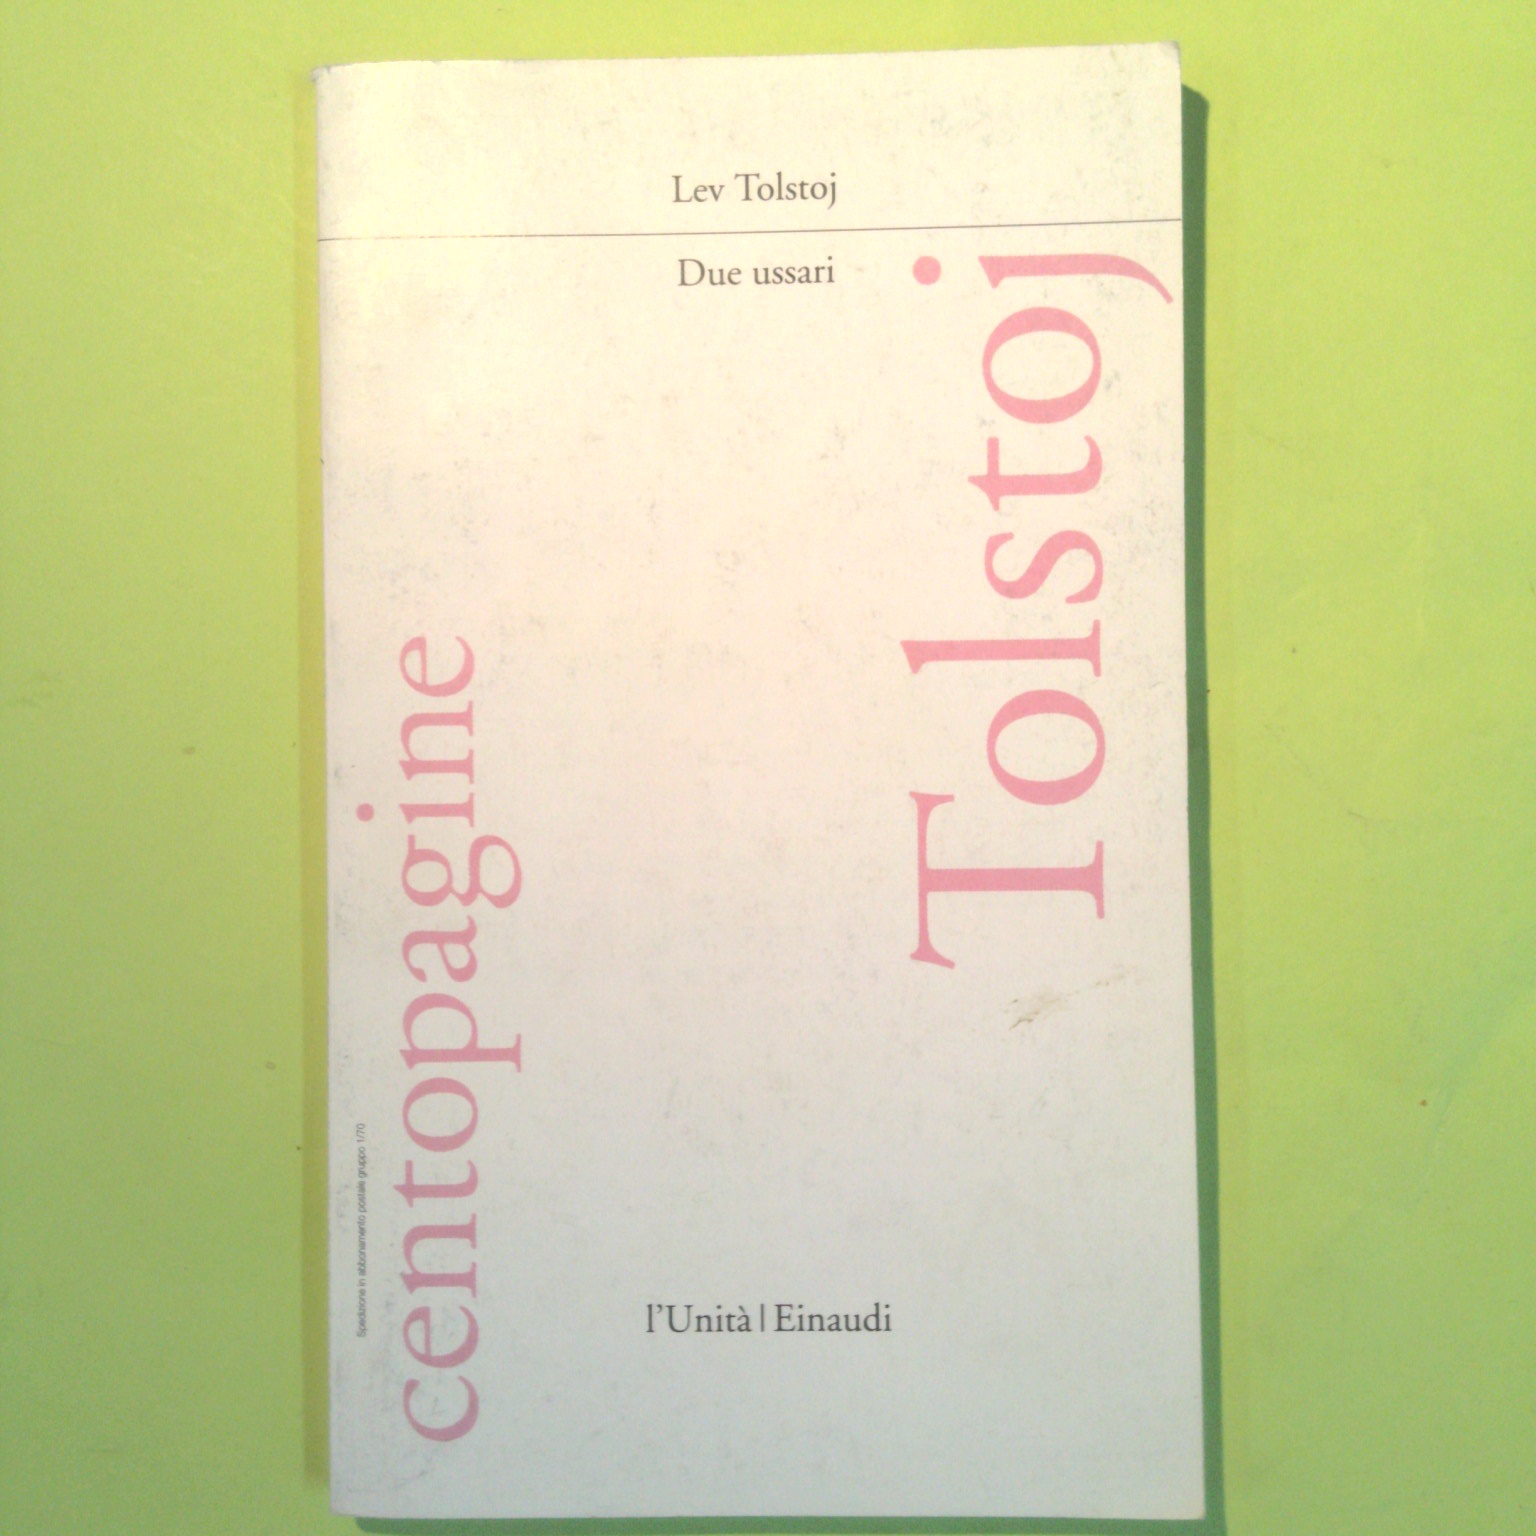 Lev Tolstoj
Due ussari
Tolstoj
centopagine
Spedizione in abbonamento postale gruppo 1/70
l'Unità | Einaudi